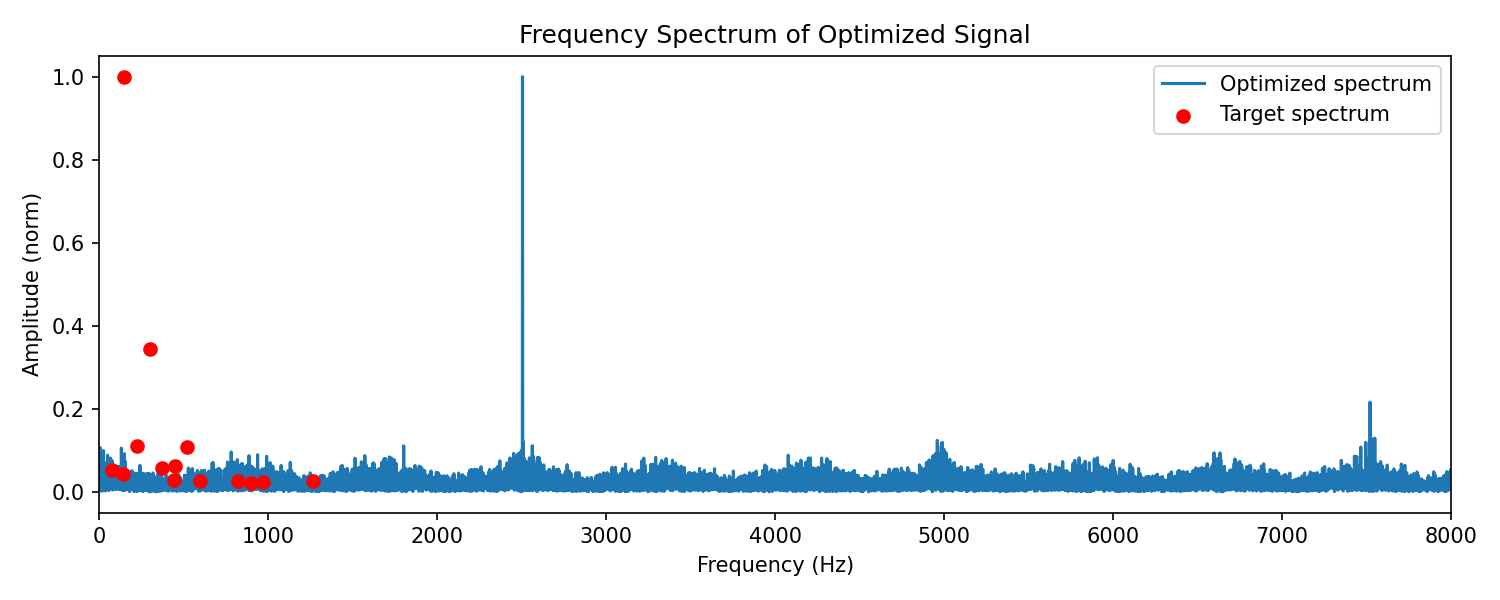 Frequency Spectrum of Optimized Signal
Optimized spectrum
Target spectrum
Amplitude (norm)
1.0
0.8
0.6
0.4
0.2
0.0
0 1000 2000 3000 4000 5000 6000 7000 8000
Frequency (Hz)